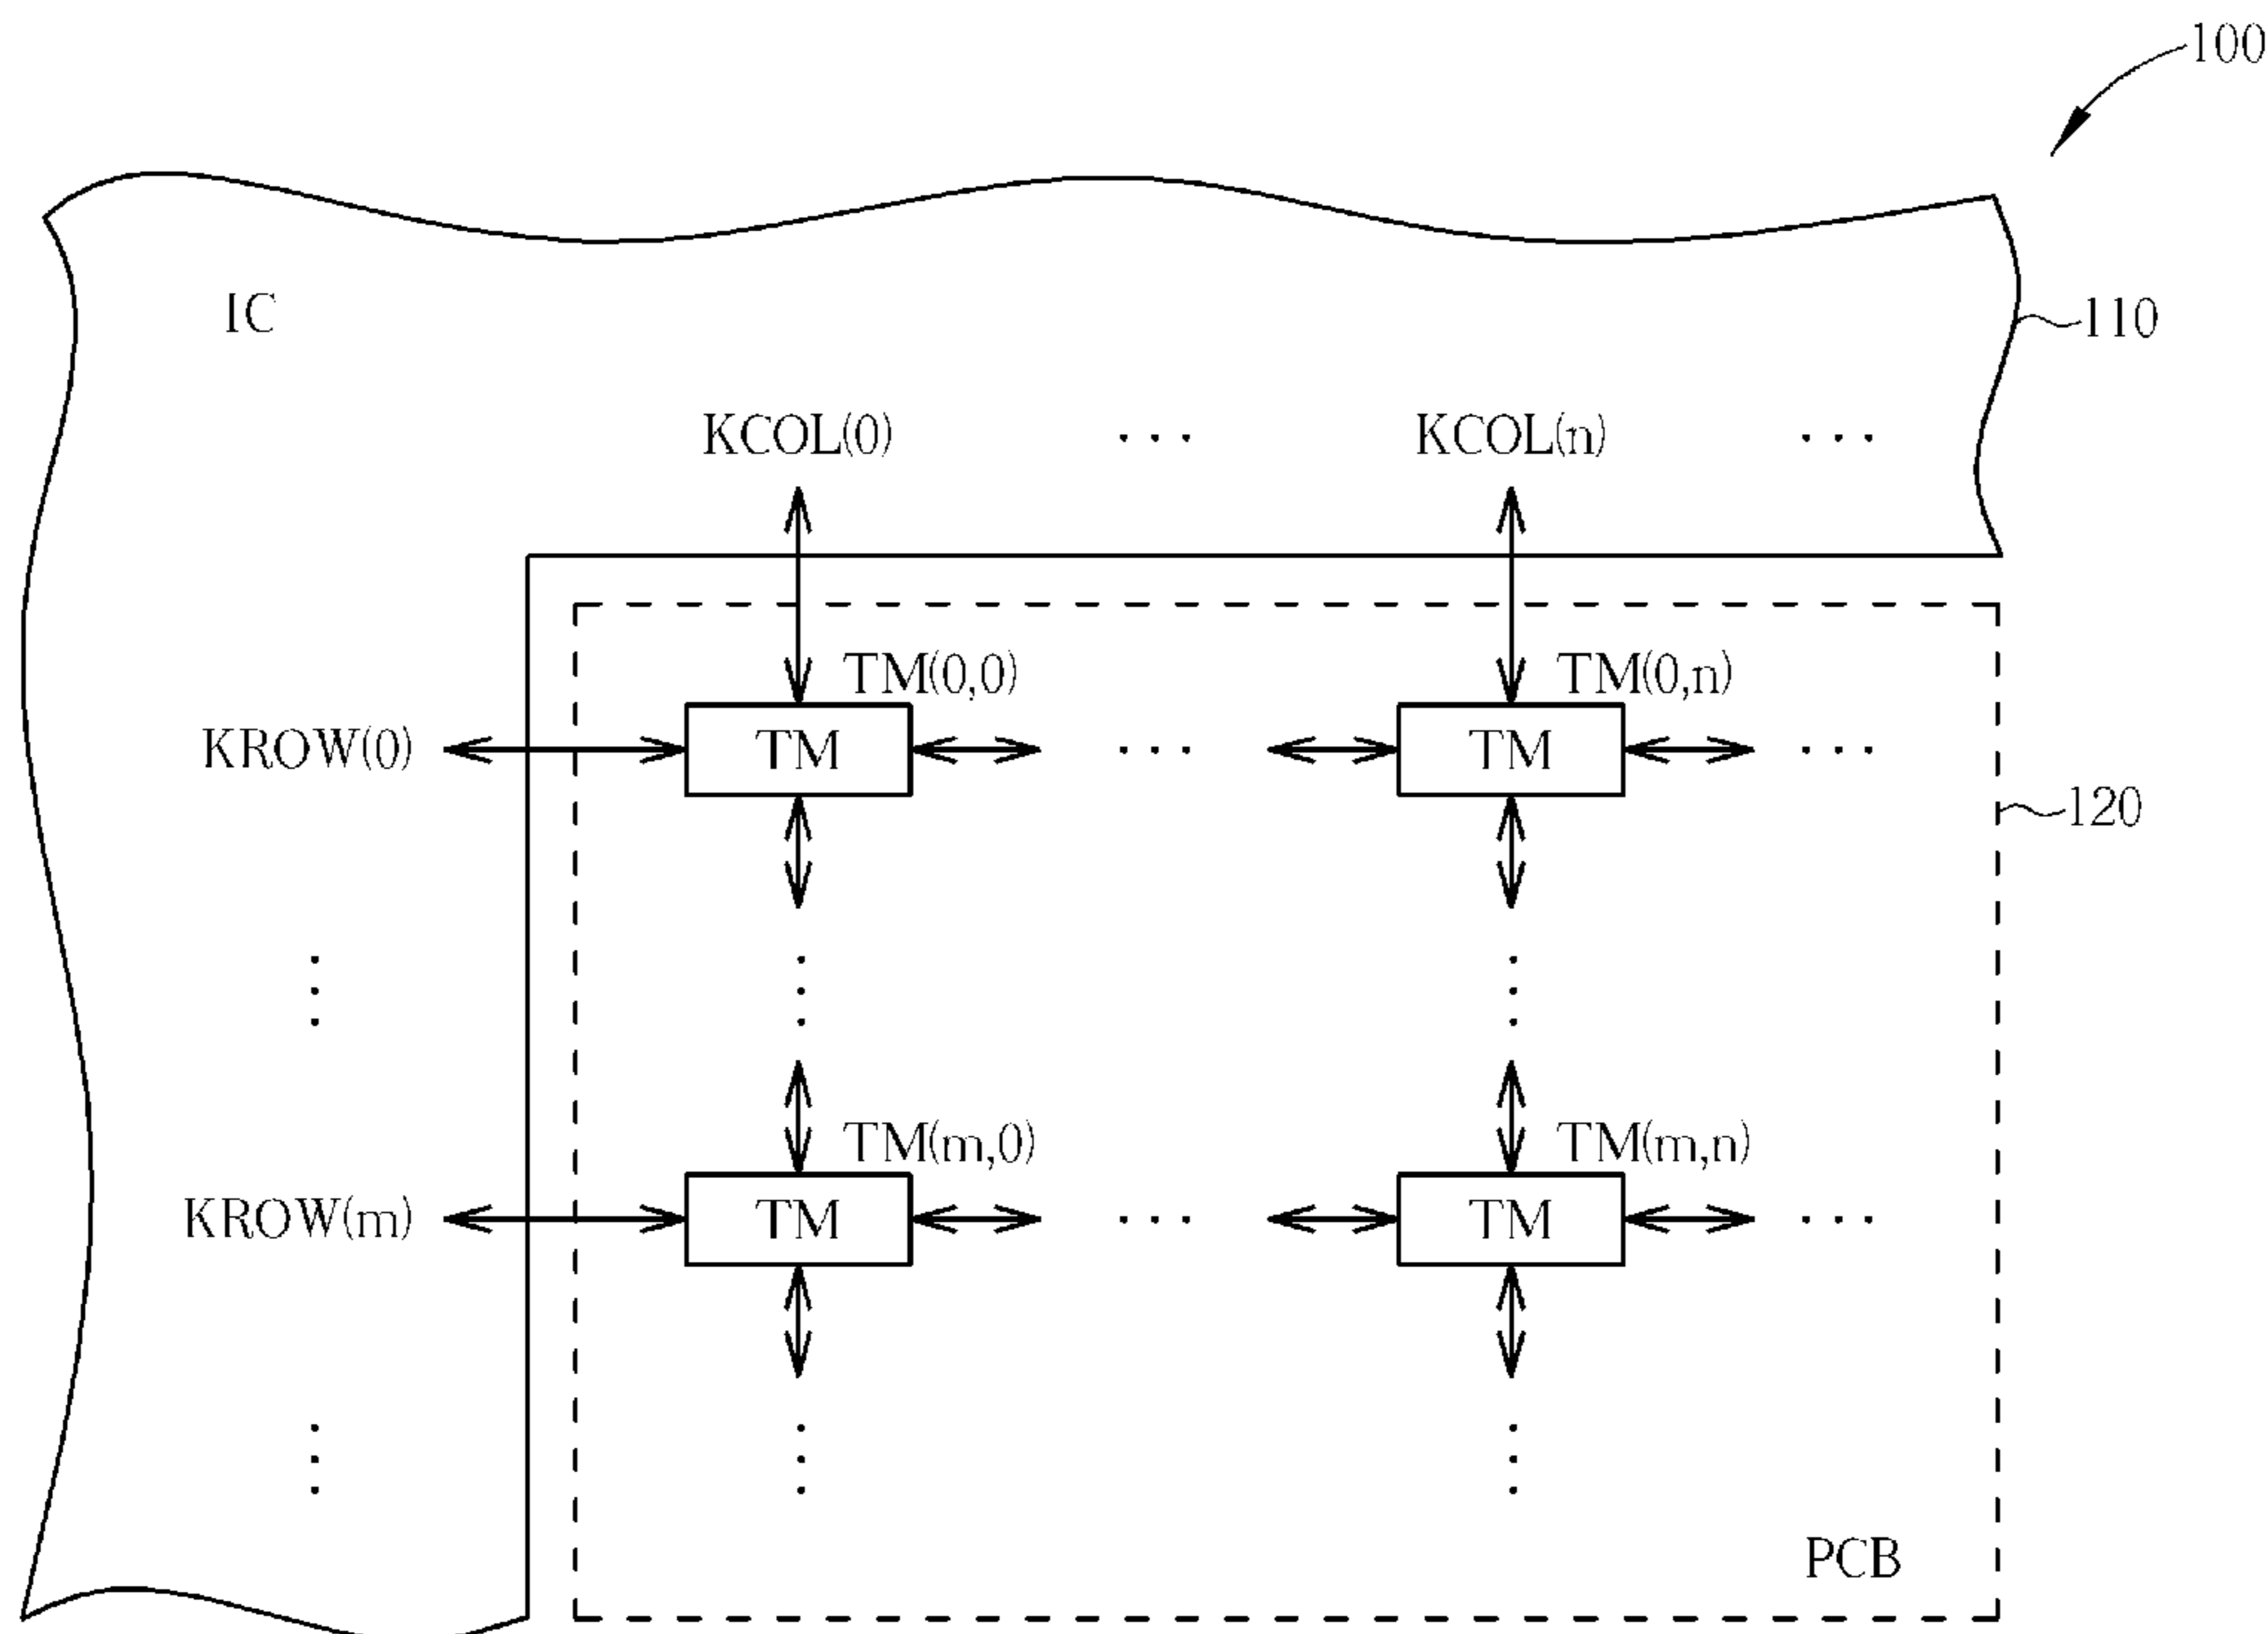 100
IC
110
KCOL(0) ... KCOL(n) ...
TM(0,0) TM(0,n)
KROW(0) TM ... TM ...
120
TM(m,0) TM(m,n)
KROW(m) TM ... TM ...
PCB